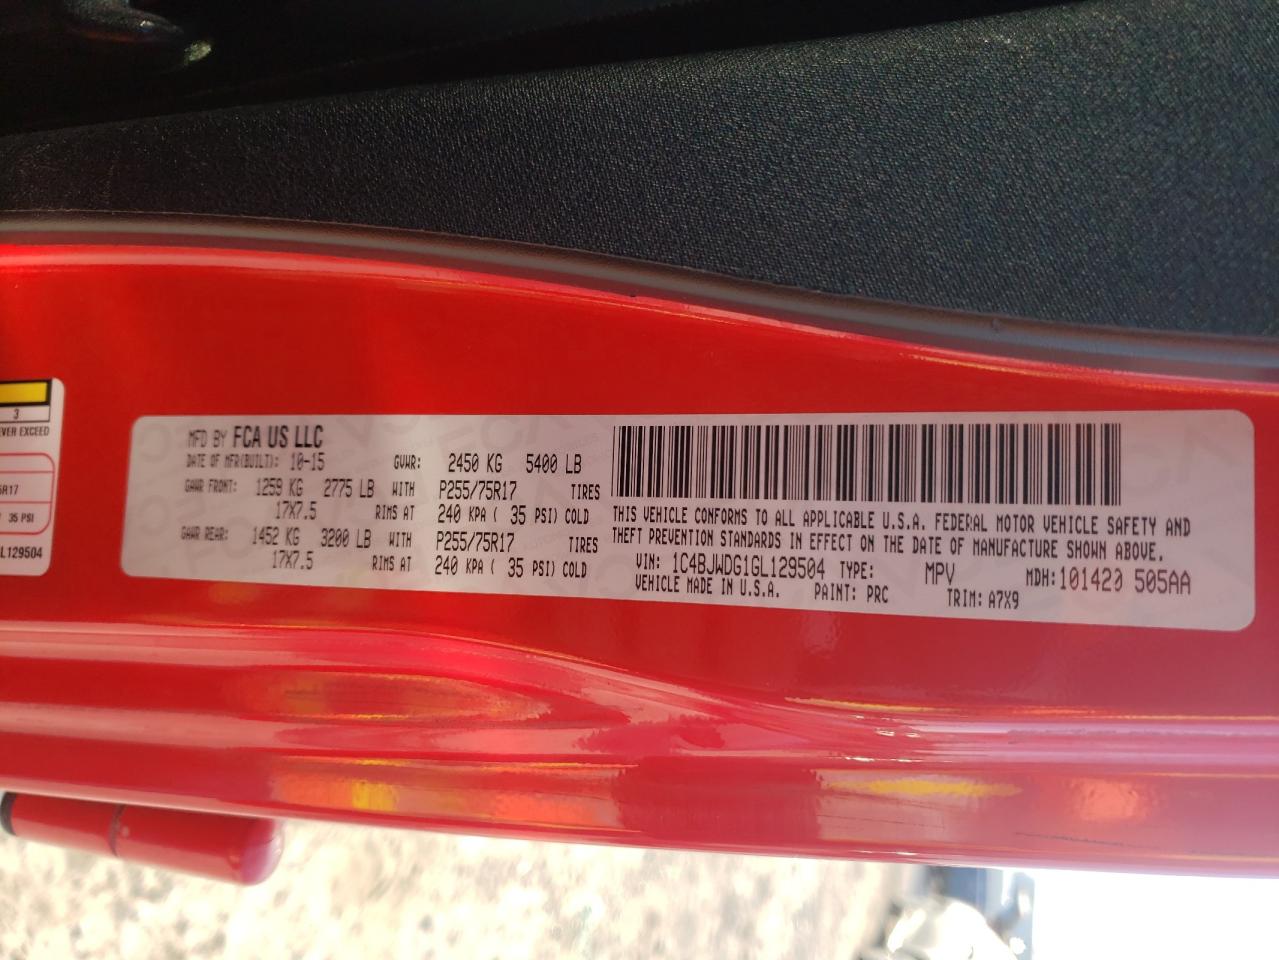 3
EVER EXCEED
5R17
35 PSI
L129504
MFD BY FCA US LLC
DATE OF MFR(BUILT): 10-15 GVWR: 2450 KG 5400 LB
GAWR FRONT: 1259 KG 2775 LB WITH P255/75R17 TIRES
17X7.5 RIMS AT 240 KPA ( 35 PSI) COLD
GAWR REAR: 1452 KG 3200 LB WITH P255/75R17 TIRES
17X7.5 RIMS AT 240 KPA ( 35 PSI) COLD
THIS VEHICLE CONFORMS TO ALL APPLICABLE U.S.A. FEDERAL MOTOR VEHICLE SAFETY AND
THEFT PREVENTION STANDARDS IN EFFECT ON THE DATE OF MANUFACTURE SHOWN ABOVE.
VIN: 1C4BJWDG1GL129504 TYPE: MPV MDH:101420 505AA
VEHICLE MADE IN U.S.A. PAINT: PRC TRIM: A7X9